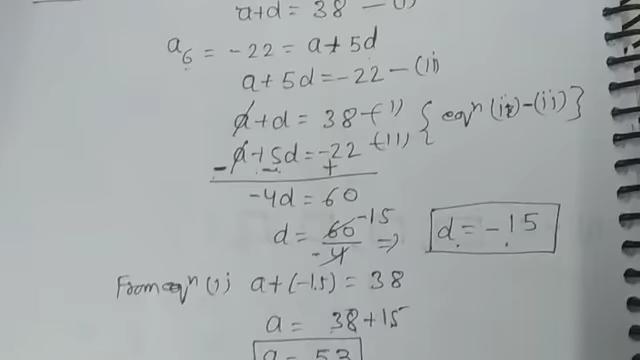 a+d = 38 — (i)
a6 = -22 = a+5d
a+5d = -22 — (ii)
a+d = 38 — (i) { eqn (i) - (ii) }
- a+5d = -22 — (ii)
- +
-4d = 60
d = 60/-4 -15 => d = -15
From eqn (i) a+(-15) = 38
a = 38+15
a = 53